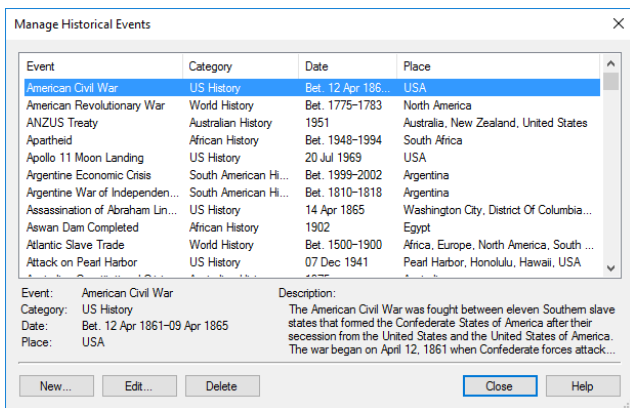 Manage Historical Events
Event Category Date Place
American Civil War US History Bet. 12 Apr 186... USA
American Revolutionary War World History Bet. 1775-1783 North America
ANZUS Treaty Australian History 1951 Australia, New Zealand, United States
Apartheid African History Bet. 1948-1994 South Africa
Apollo 11 Moon Landing US History 20 Jul 1969 USA
Argentine Economic Crisis South American Hi... Bet. 1999-2002 Argentina
Argentine War of Independen... South American Hi... Bet. 1810-1818 Argentina
Assassination of Abraham Lin... US History 14 Apr 1865 Washington City, District Of Columbia...
Aswan Dam Completed African History 1902 Egypt
Atlantic Slave Trade World History Bet. 1500-1900 Africa, Europe, North America, South ...
Attack on Pearl Harbor US History 07 Dec 1941 Pearl Harbor, Honolulu, Hawaii, USA
Event: American Civil War
Category: US History
Date: Bet. 12 Apr 1861-09 Apr 1865
Place: USA
Description:
The American Civil War was fought between eleven Southern slave
states that formed the Confederate States of America after their
secession from the United States and the United States of America.
The war began on April 12, 1861 when Confederate forces attack...
New... Edit... Delete Close Help